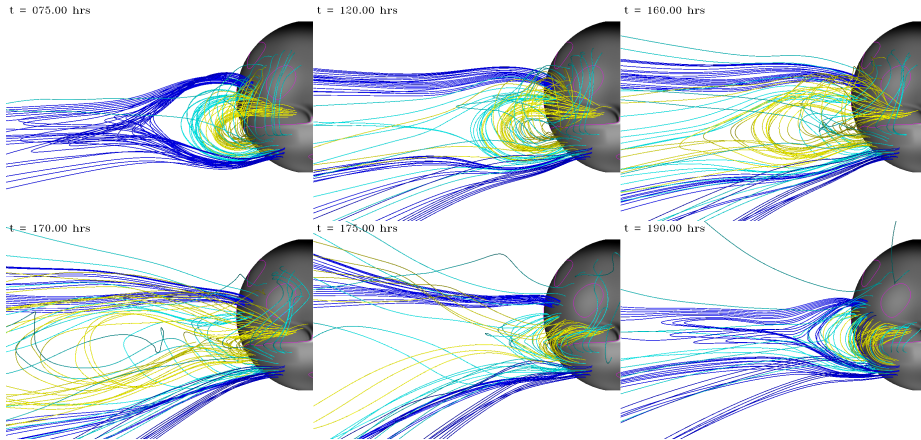 t = 075.00 hrs
t = 120.00 hrs
t = 160.00 hrs
t = 170.00 hrs
t = 175.00 hrs
t = 190.00 hrs